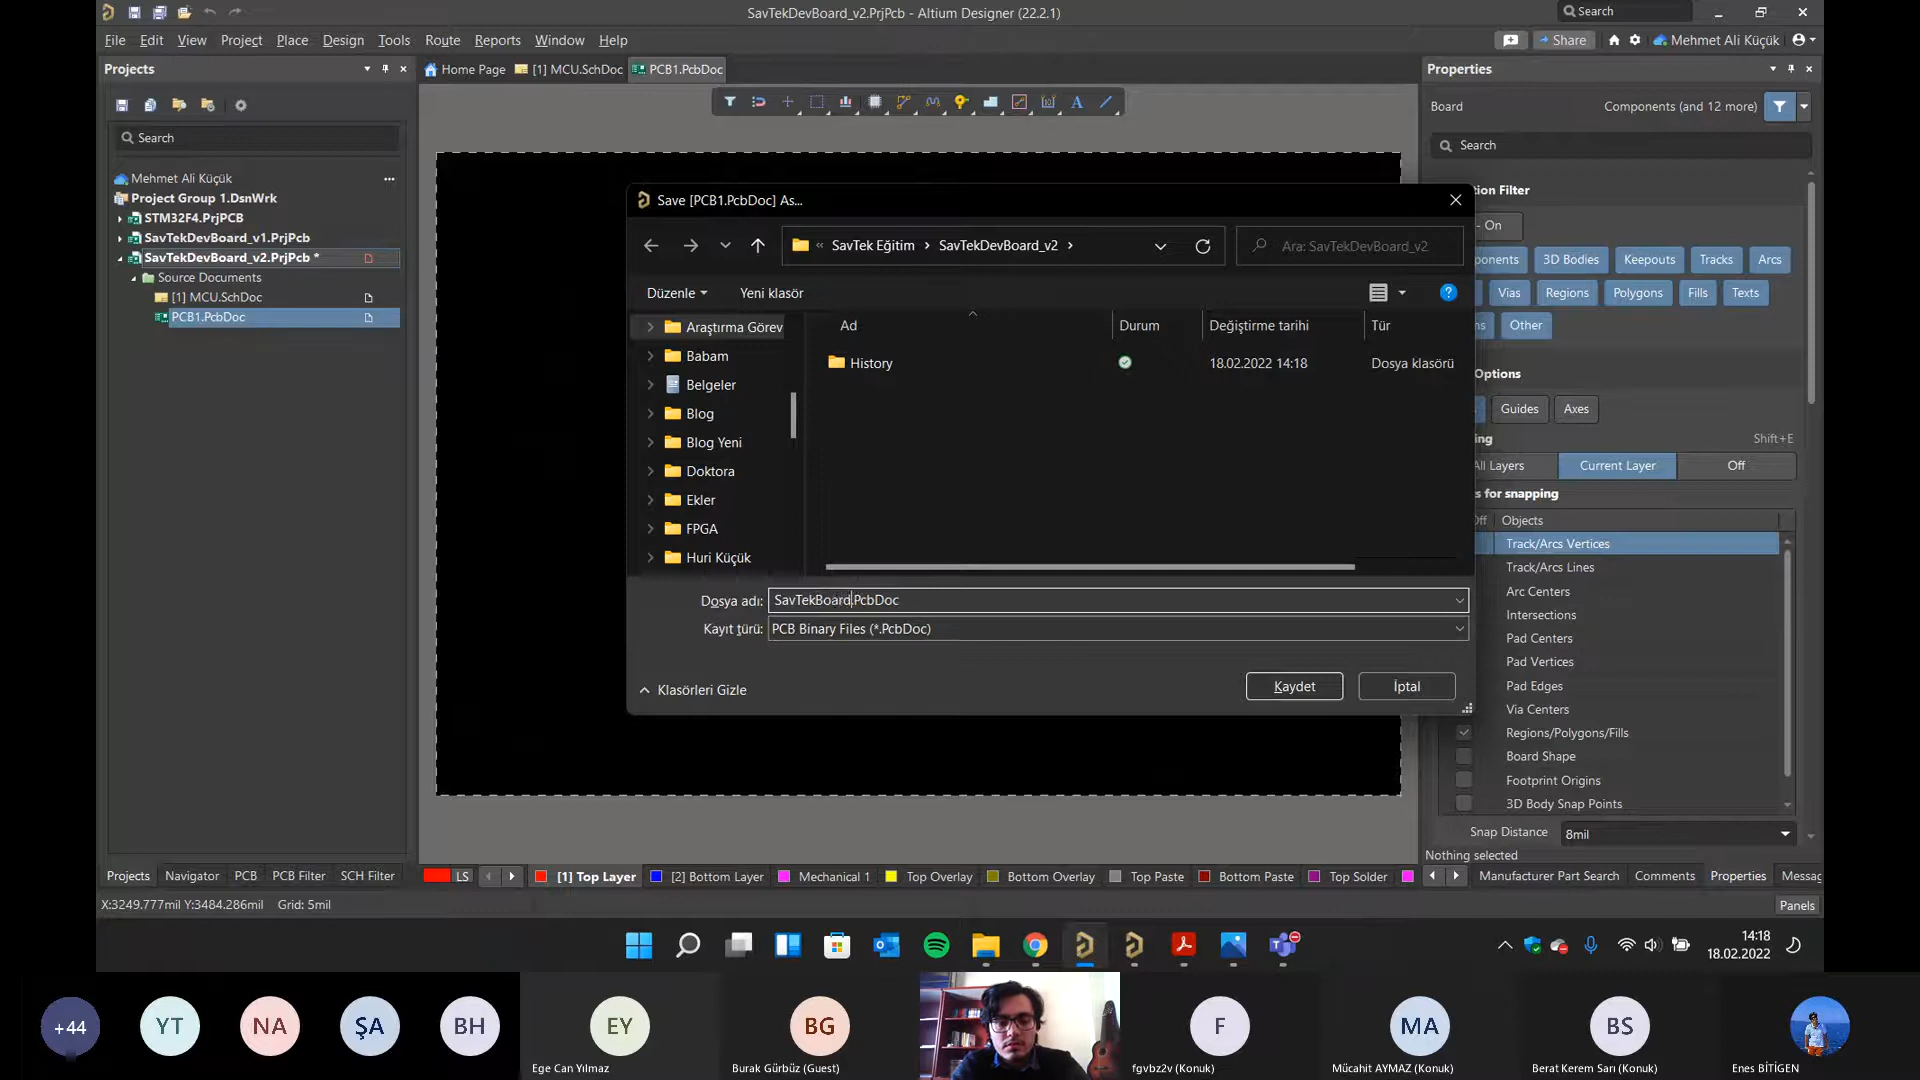 SavTekDevBoard_v2.PrjPcb - Altium Designer (22.2.1)
Search
File Edit View Project Place Design Tools Route Reports Window Help
Share
Mehmet Ali Küçük
Projects
Home Page
[1] MCU.SchDoc
PCB1.PcbDoc
Properties
Board
Components (and 12 more)
Search
Search
Mehmet Ali Küçük
Project Group 1.DsnWrk
STM32F4.PrjPCB
SavTekDevBoard_v1.PrjPcb
SavTekDevBoard_v2.PrjPcb *
Source Documents
[1] MCU.SchDoc
PCB1.PcbDoc
Save [PCB1.PcbDoc] As...
« SavTek Eğitim › SavTekDevBoard_v2 ›
Ara: SavTekDevBoard_v2
Düzenle
Yeni klasör
Ad
Durum
Değiştirme tarihi
Tür
History
18.02.2022 14:18
Dosya klasörü
Araştırma Görev
Babam
Belgeler
Blog
Blog Yeni
Doktora
Ekler
FPGA
Huri Küçük
Dosya adı: SavTekBoard.PcbDoc
Kayıt türü: PCB Binary Files (*.PcbDoc)
Klasörleri Gizle
Kaydet
İptal
tion Filter
- On
ponents 3D Bodies Keepouts Tracks Arcs
Vias Regions Polygons Fills Texts
ns Other
Options
Guides Axes
ing Shift+E
All Layers Current Layer Off
s for snapping
Off Objects
Track/Arcs Vertices
Track/Arcs Lines
Arc Centers
Intersections
Pad Centers
Pad Vertices
Pad Edges
Via Centers
Regions/Polygons/Fills
Board Shape
Footprint Origins
3D Body Snap Points
Snap Distance 8mil
Nothing selected
Projects Navigator PCB PCB Filter SCH Filter
LS
[1] Top Layer
[2] Bottom Layer
Mechanical 1
Top Overlay
Bottom Overlay
Top Paste
Bottom Paste
Top Solder
Manufacturer Part Search Comments Properties Messag
X:3249.777mil Y:3484.286mil Grid: 5mil
Panels
14:18
18.02.2022
+44
YT
NA
ŞA
BH
EY
BG
F
MA
BS
Ege Can Yılmaz
Burak Gürbüz (Guest)
fgvbz2v (Konuk)
Mücahit AYMAZ (Konuk)
Berat Kerem Sarı (Konuk)
Enes BİTİGEN